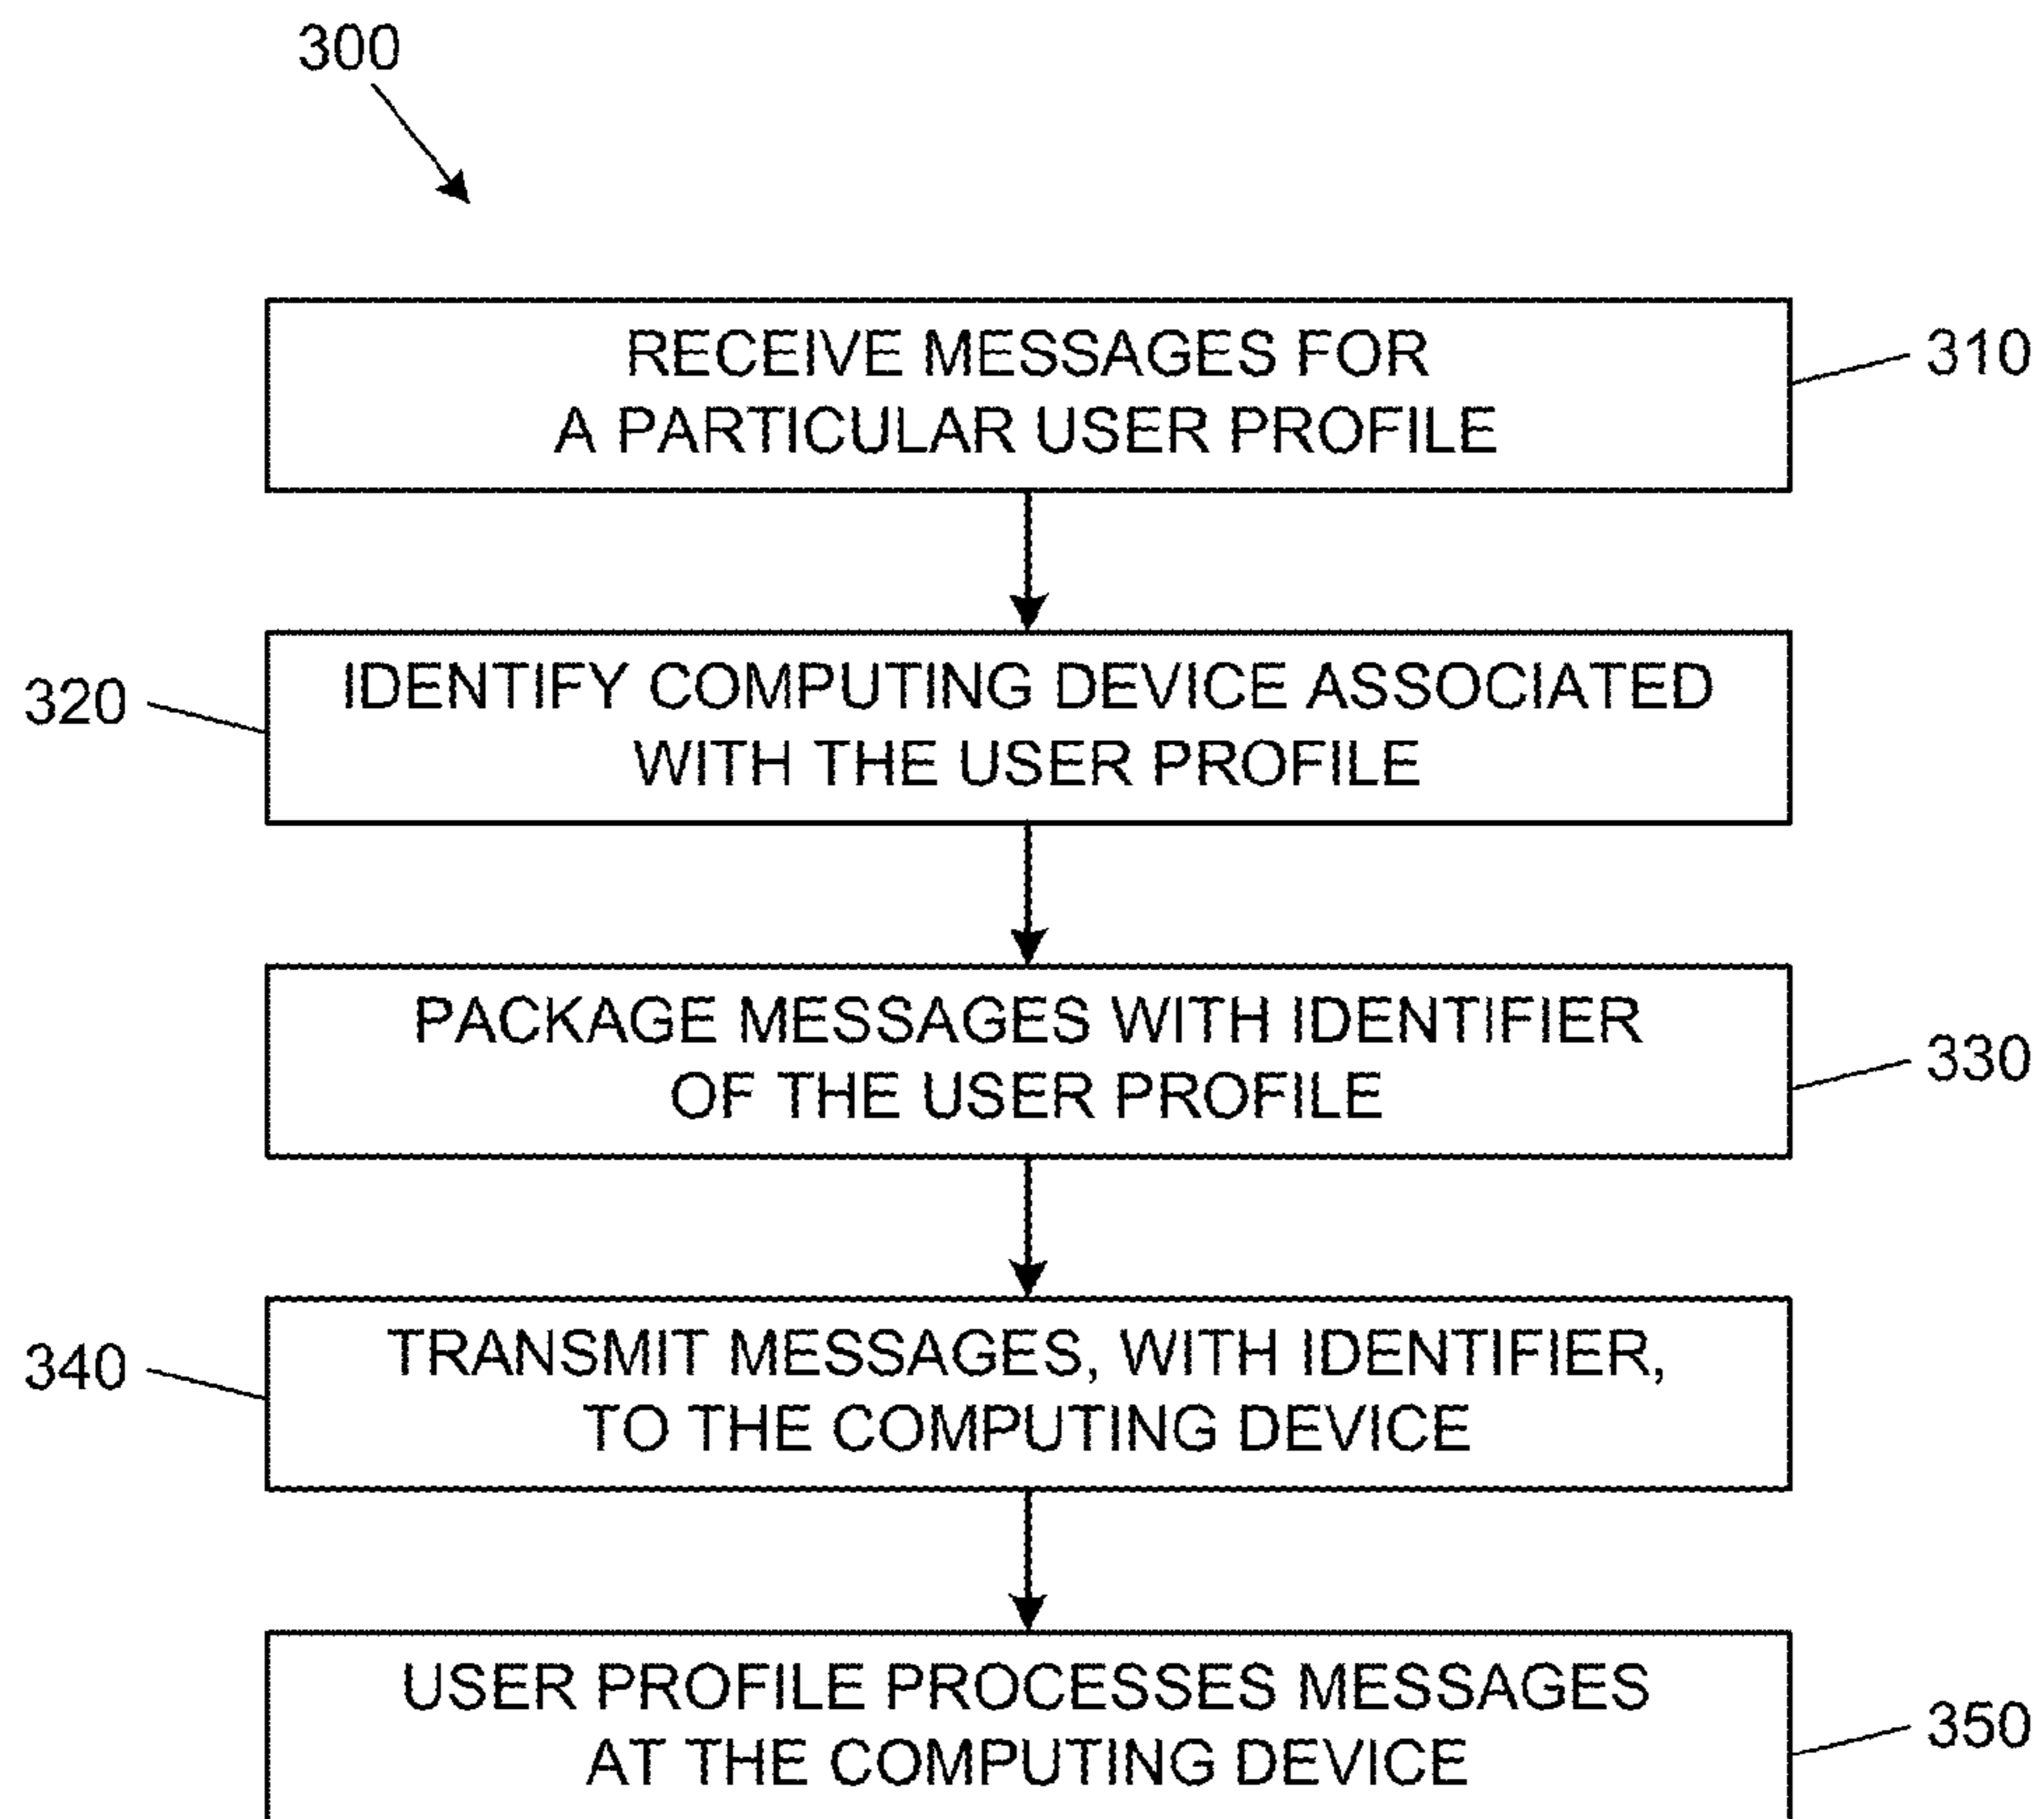 300
RECEIVE MESSAGES FOR
A PARTICULAR USER PROFILE
310
IDENTIFY COMPUTING DEVICE ASSOCIATED
WITH THE USER PROFILE
320
PACKAGE MESSAGES WITH IDENTIFIER
OF THE USER PROFILE
330
TRANSMIT MESSAGES, WITH IDENTIFIER,
TO THE COMPUTING DEVICE
340
USER PROFILE PROCESSES MESSAGES
AT THE COMPUTING DEVICE
350